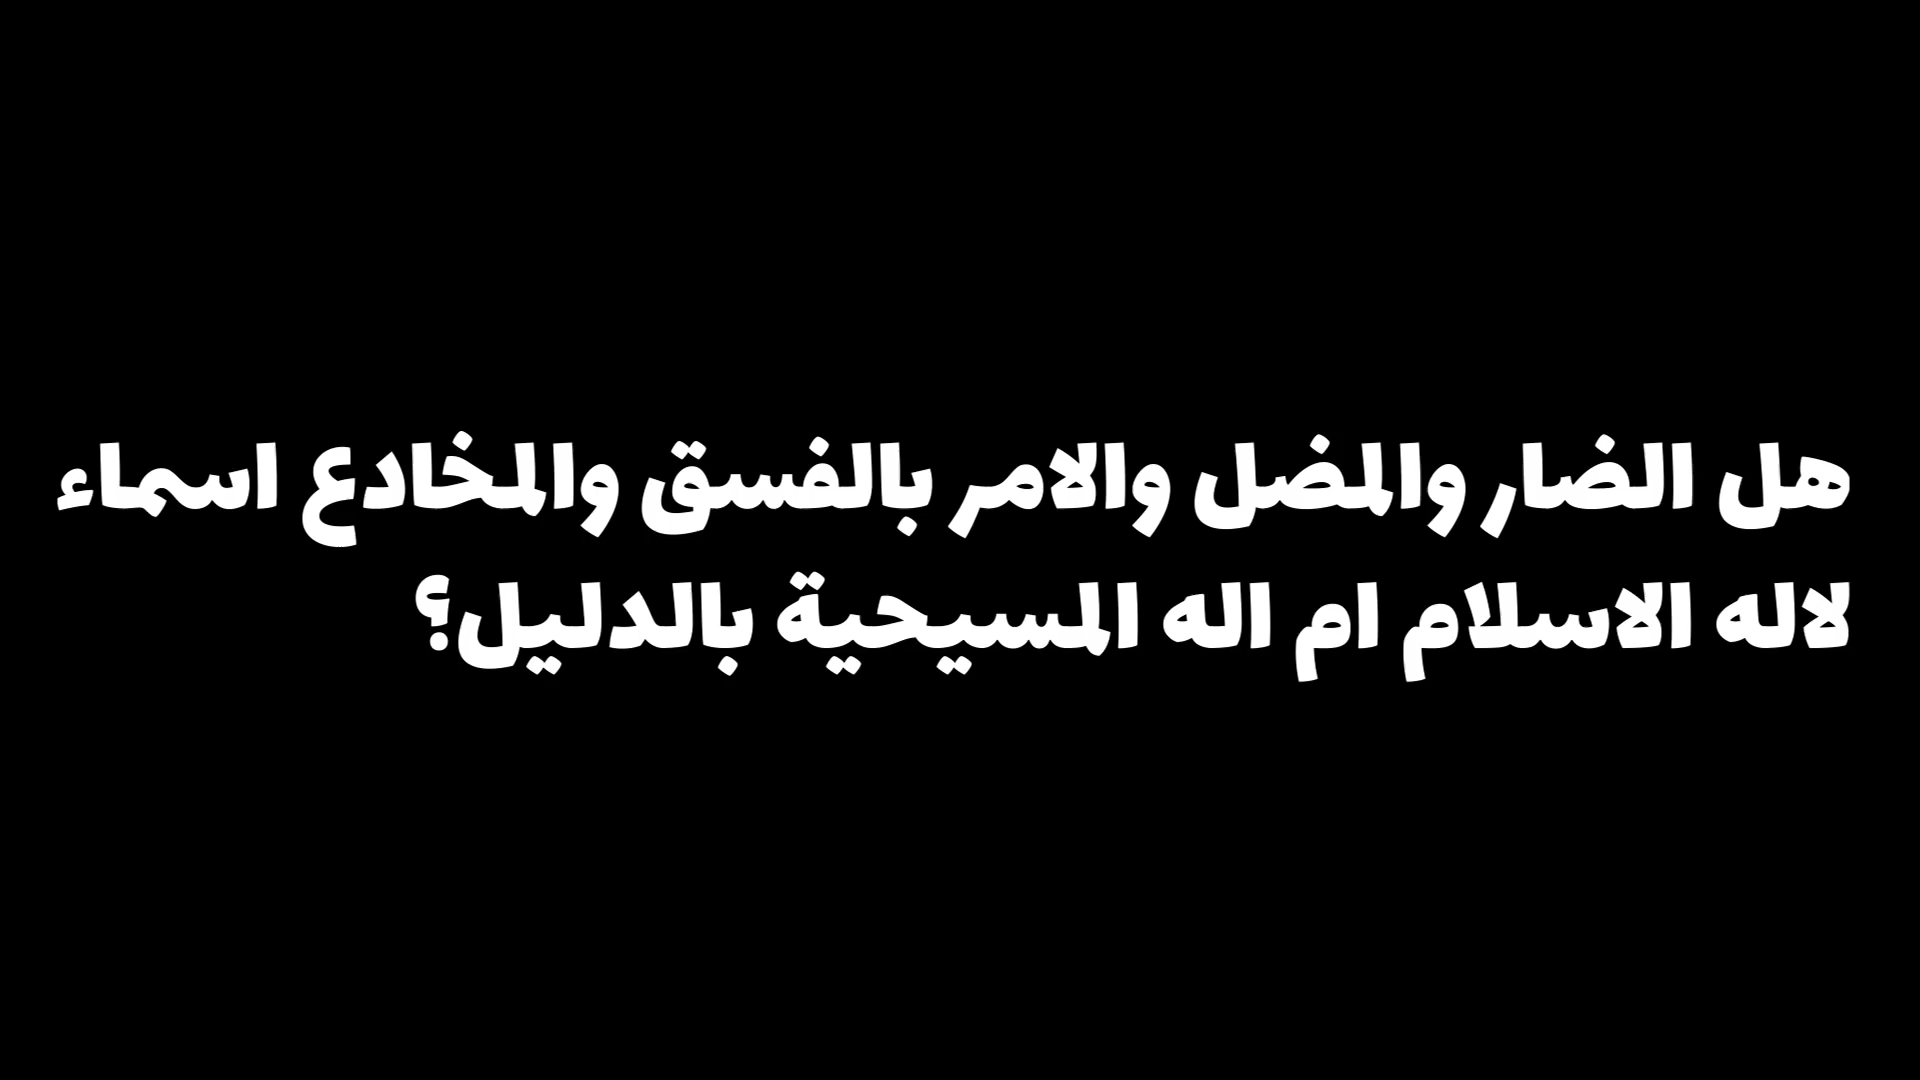 هل الضار والمضل والامر بالفسق والمخادع اسماء
لاله الاسلام ام اله المسيحية بالدليل؟